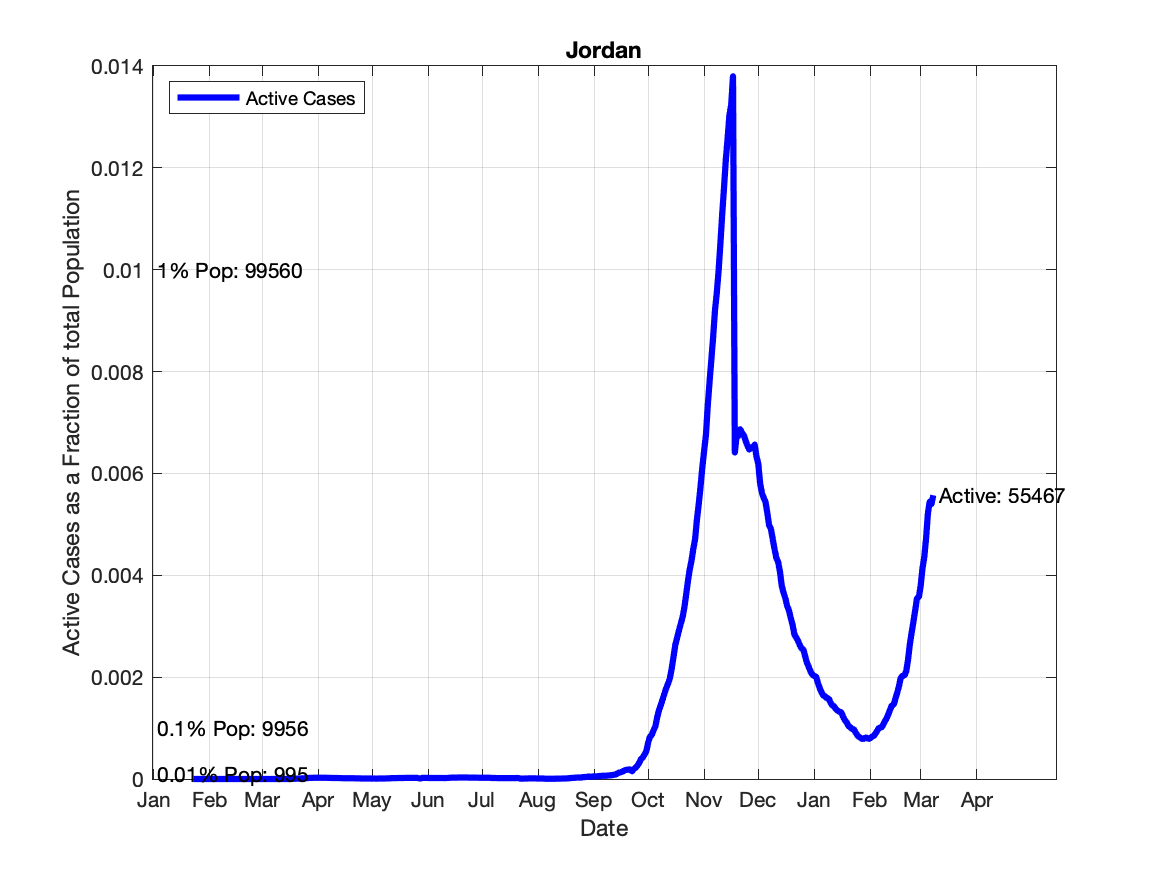 Jordan
Active Cases
0.014
0.012
0.01
0.008
0.006
0.004
0.002
0
Active Cases as a Fraction of total Population
1% Pop: 99560
0.1% Pop: 9956
0.01% Pop: 995
Active: 55467
Jan Feb Mar Apr May Jun Jul Aug Sep Oct Nov Dec Jan Feb Mar Apr
Date